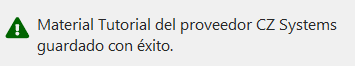 Material Tutorial del proveedor CZ Systems
guardado con éxito.